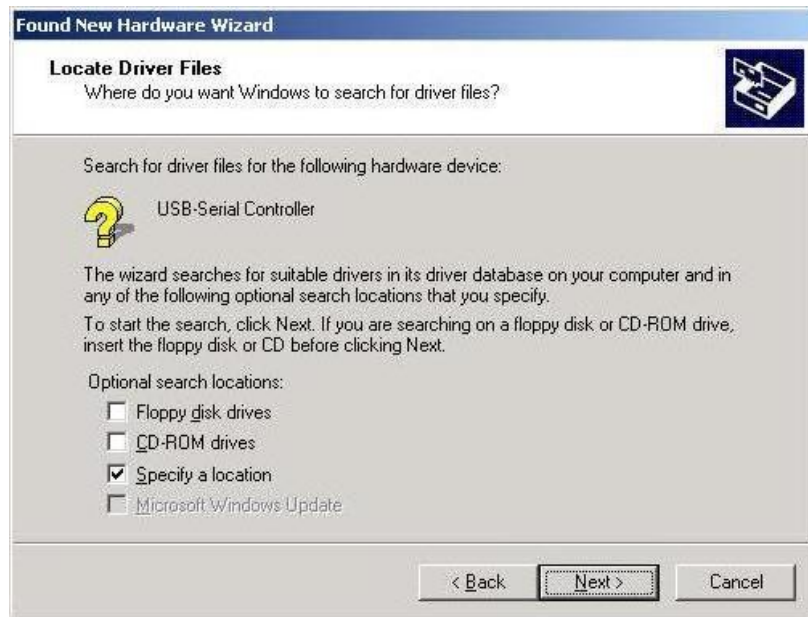 Found New Hardware Wizard
Locate Driver Files
Where do you want Windows to search for driver files?
Search for driver files for the following hardware device:
USB-Serial Controller
The wizard searches for suitable drivers in its driver database on your computer and in
any of the following optional search locations that you specify.
To start the search, click Next. If you are searching on a floppy disk or CD-ROM drive,
insert the floppy disk or CD before clicking Next.
Optional search locations:
Floppy disk drives
CD-ROM drives
Specify a location
Microsoft Windows Update
< Back Next > Cancel